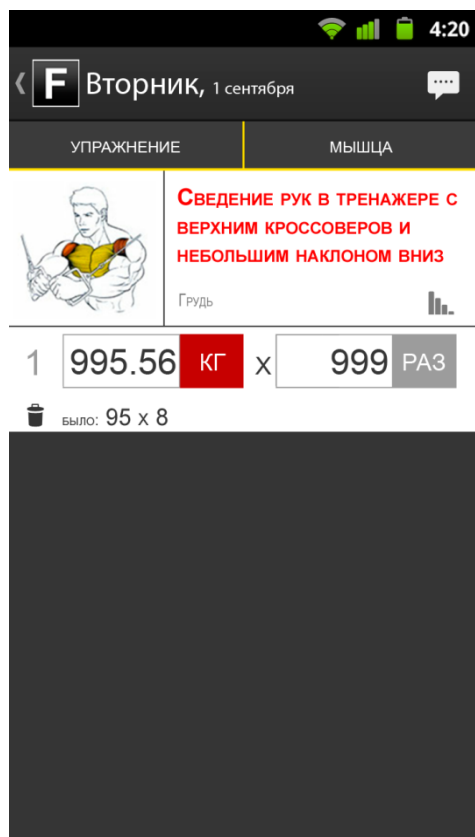 4:20
F Вторник, 1 сентября
УПРАЖНЕНИЕ МЫШЦА
Сведение рук в тренажере с
верхним кроссоверов и
небольшим наклоном вниз
Грудь
1 995.56 КГ x 999 РАЗ
было: 95 x 8